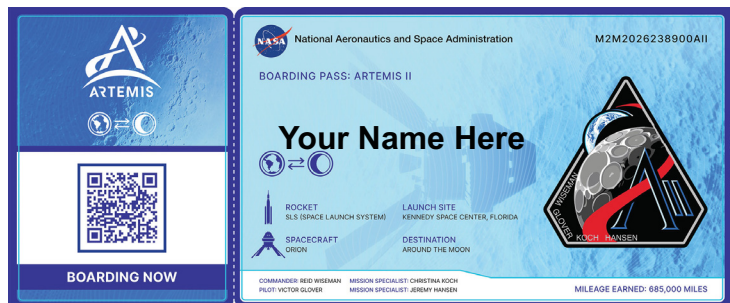 ARTEMIS
BOARDING NOW
NASA
National Aeronautics and Space Administration
M2M2026238900AII
BOARDING PASS: ARTEMIS II
Your Name Here
ROCKET
SLS (SPACE LAUNCH SYSTEM)
LAUNCH SITE
KENNEDY SPACE CENTER, FLORIDA
SPACECRAFT
ORION
DESTINATION
AROUND THE MOON
WISEMAN
GLOVER
KOCH
HANSEN
AII
COMMANDER: REID WISEMAN
MISSION SPECIALIST: CHRISTINA KOCH
PILOT: VICTOR GLOVER
MISSION SPECIALIST: JEREMY HANSEN
MILEAGE EARNED: 685,000 MILES